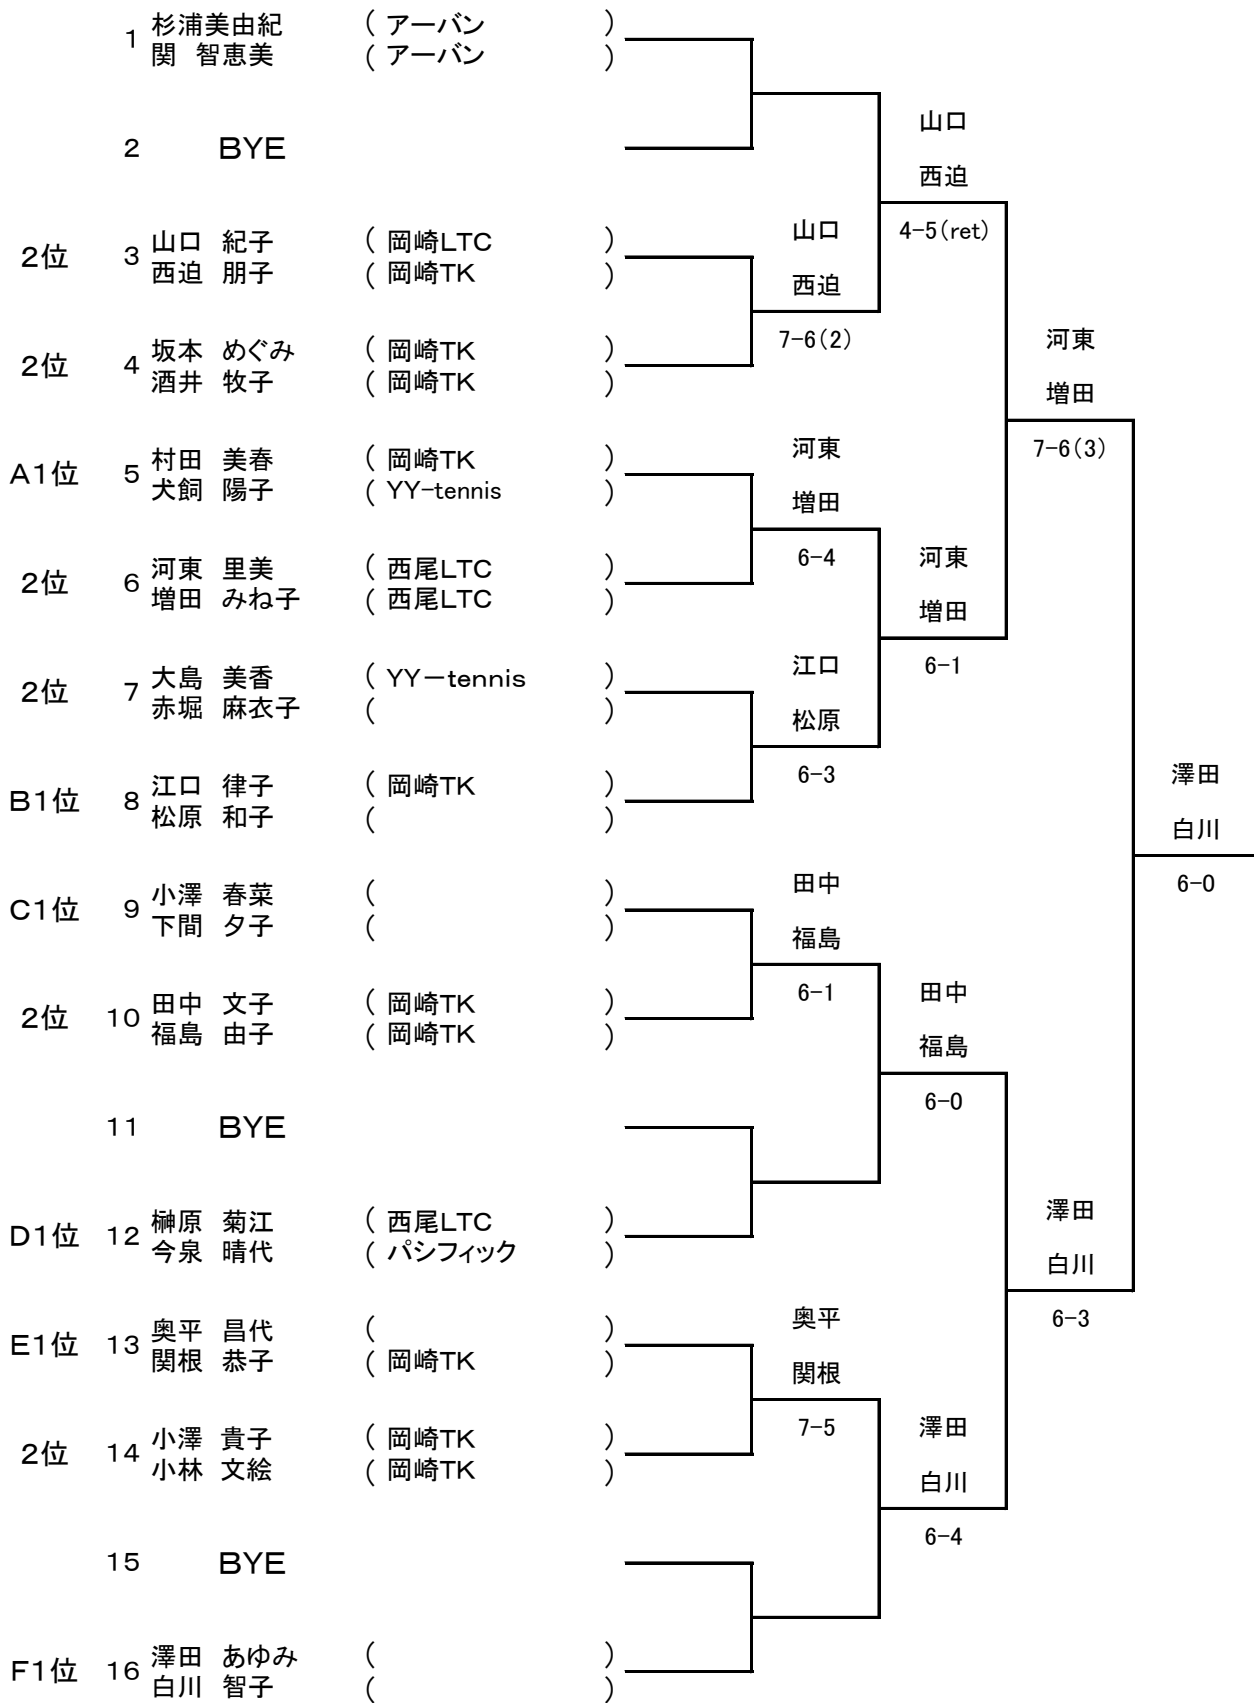 1 杉浦美由紀 ( アーバン )
関 智恵美 ( アーバン )
山口
2 BYE
西迫
4-5(ret)
2位 3 山口 紀子 ( 岡崎LTC )
西迫 朋子 ( 岡崎TK )
山口
西迫
7-6(2)
2位 4 坂本 めぐみ ( 岡崎TK )
酒井 牧子 ( 岡崎TK )
河東
増田
7-6(3)
A1位 5 村田 美春 ( 岡崎TK )
犬飼 陽子 ( YY-tennis )
河東
増田
6-4
2位 6 河東 里美 ( 西尾LTC )
増田 みね子 ( 西尾LTC )
河東
増田
6-1
2位 7 大島 美香 ( YY－tennis )
赤堀 麻衣子 ( )
江口
松原
6-3
B1位 8 江口 律子 ( 岡崎TK )
松原 和子 ( )
澤田
白川
6-0
C1位 9 小澤 春菜 ( )
下間 夕子 ( )
田中
福島
6-1
2位 10 田中 文子 ( 岡崎TK )
福島 由子 ( 岡崎TK )
田中
福島
6-0
11 BYE
D1位 12 榊原 菊江 ( 西尾LTC )
今泉 晴代 ( パシフィック )
澤田
白川
6-3
E1位 13 奥平 昌代 ( )
関根 恭子 ( 岡崎TK )
奥平
関根
7-5
2位 14 小澤 貴子 ( 岡崎TK )
小林 文絵 ( 岡崎TK )
澤田
白川
6-4
15 BYE
F1位 16 澤田 あゆみ ( )
白川 智子 ( )